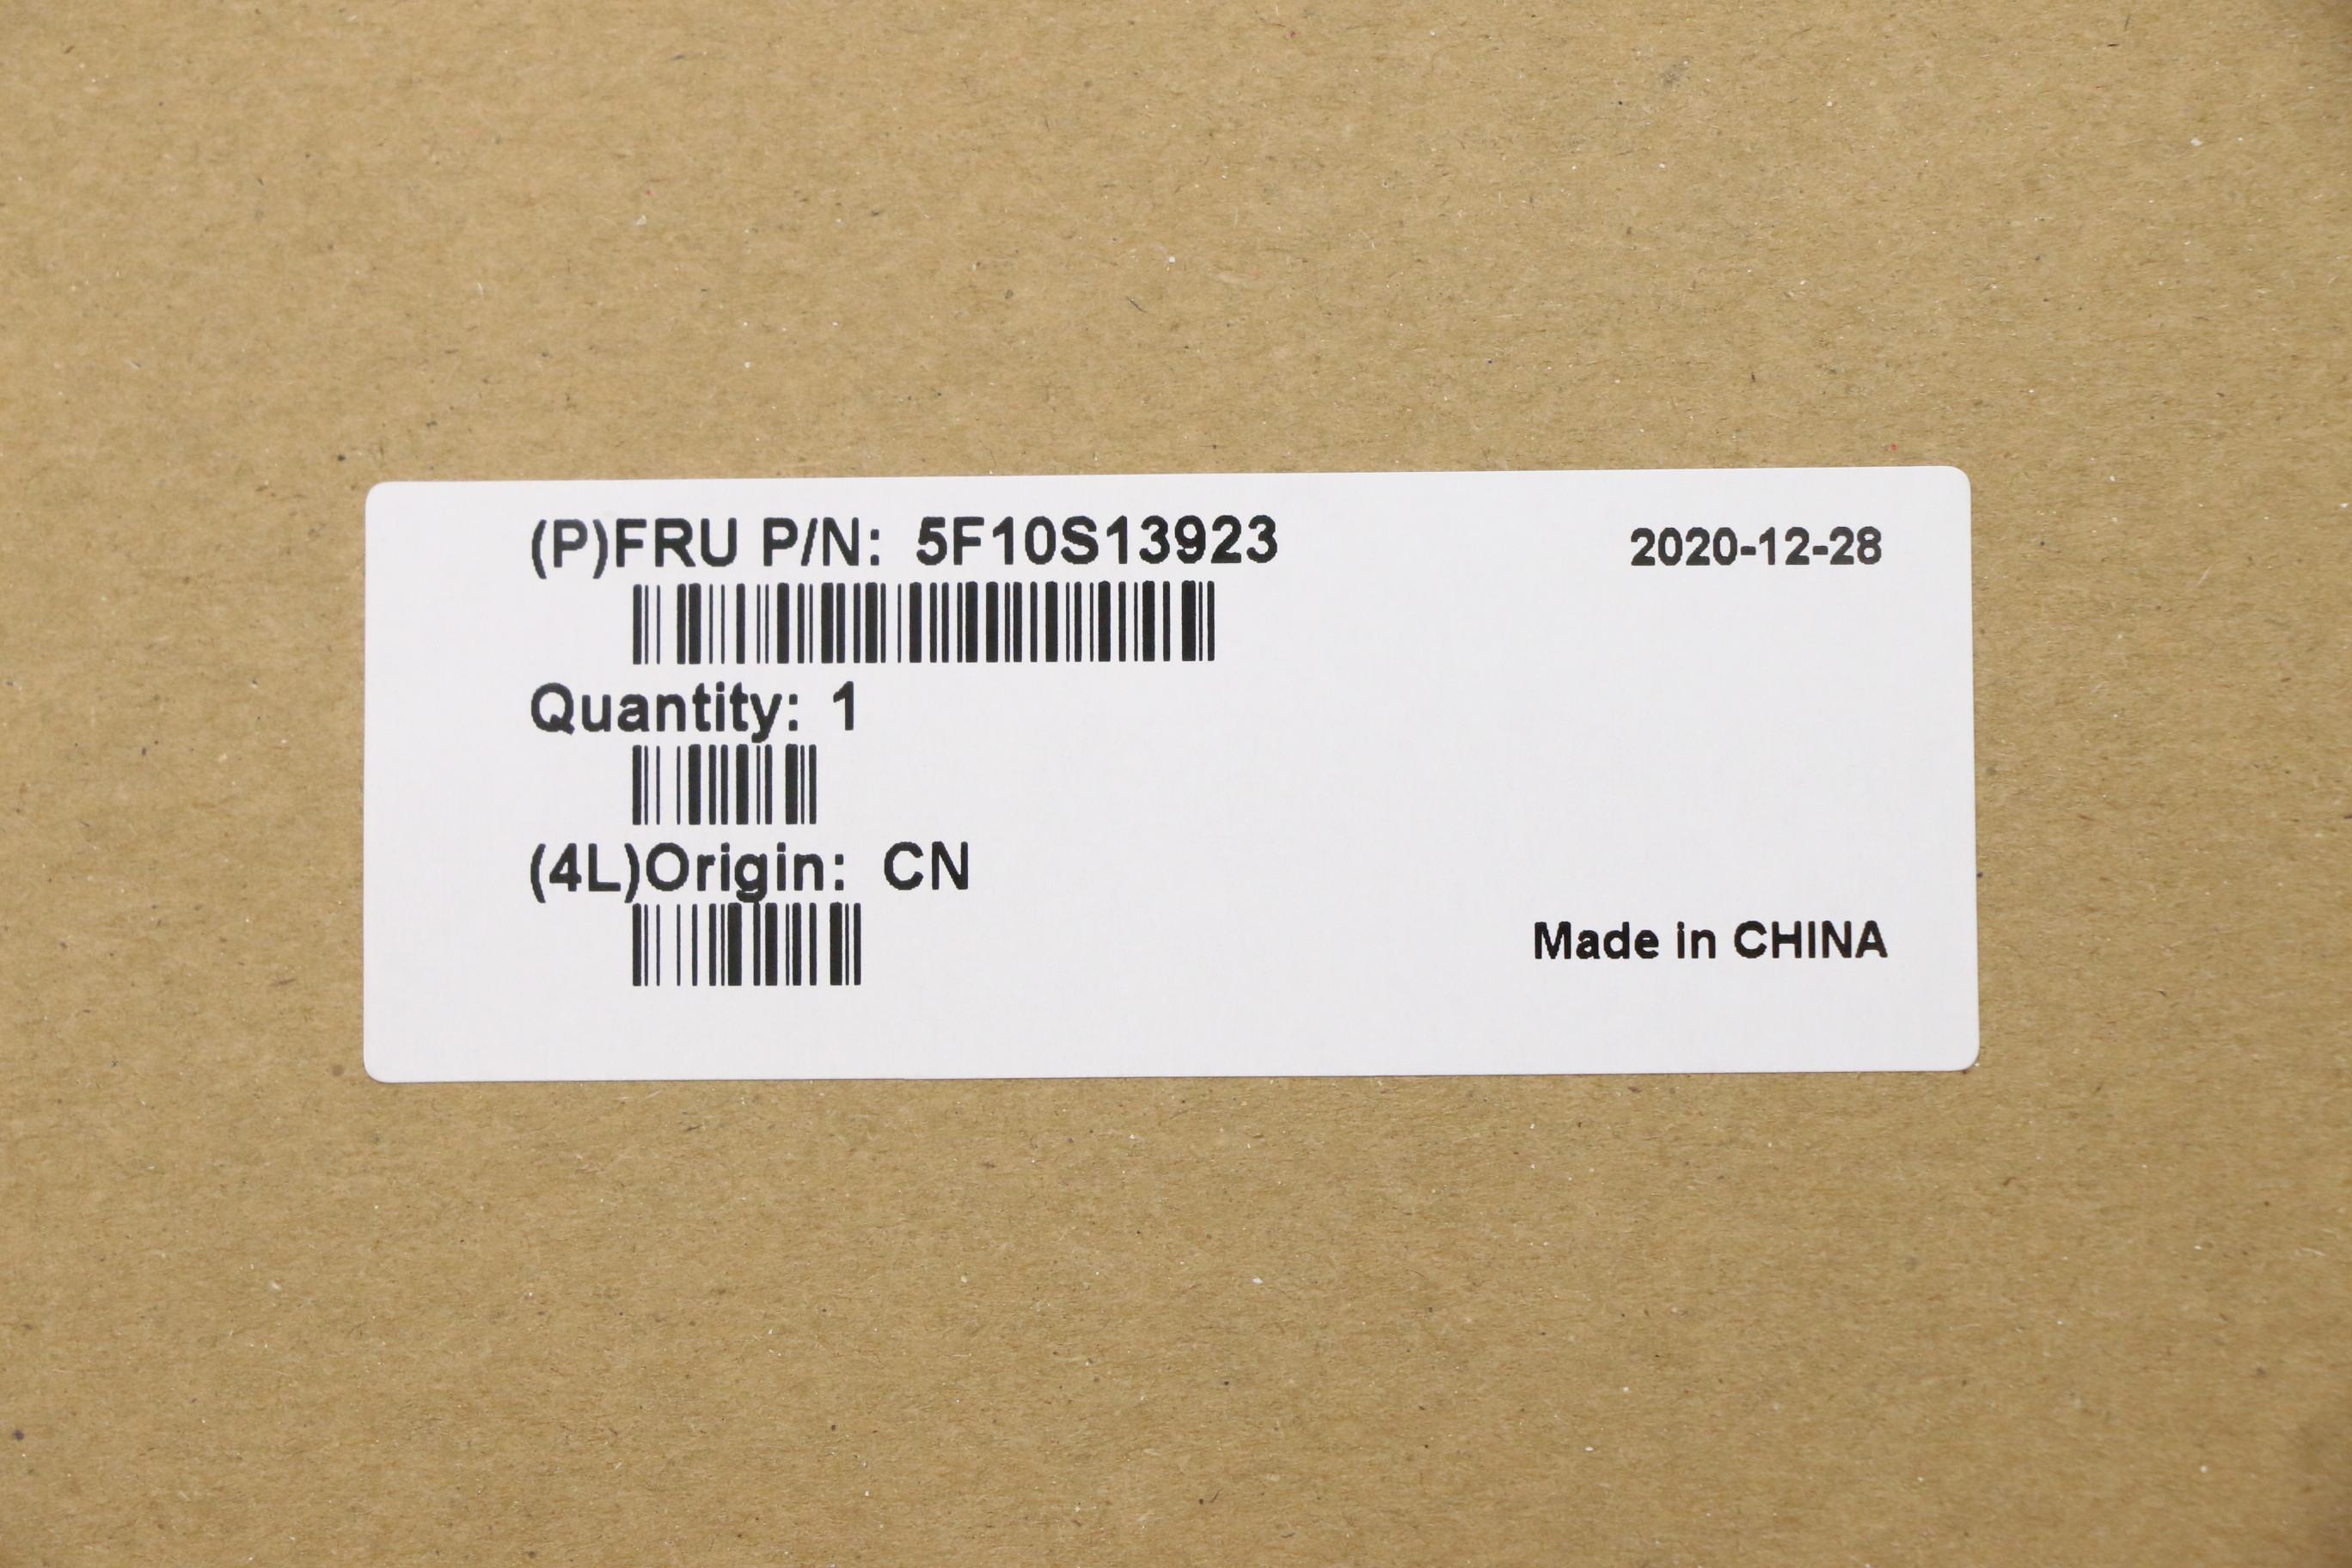 (P)FRU P/N: 5F10S13923
2020-12-28
Quantity: 1
(4L)Origin: CN
Made in CHINA